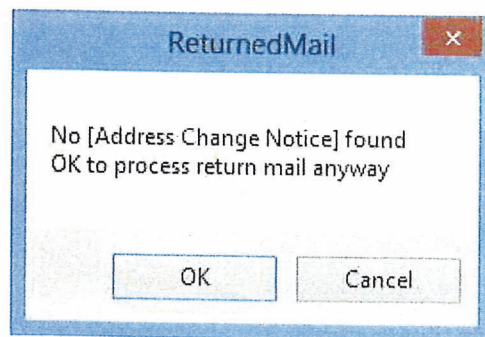 ReturnedMail
No [Address Change Notice] found
OK to process return mail anyway
OK
Cancel